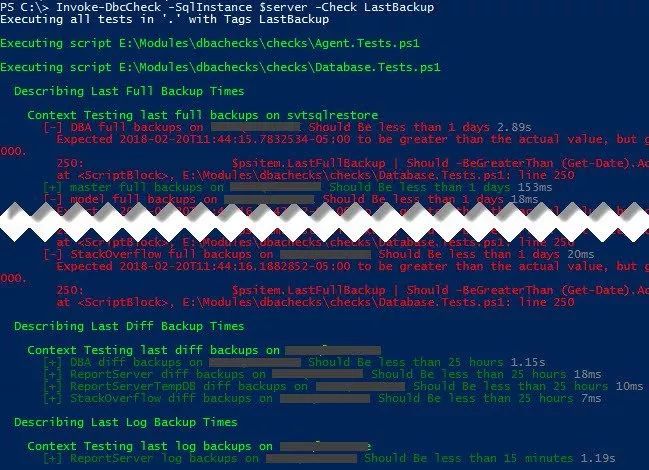 PS C:\> Invoke-DbcCheck -SqlInstance $server -Check LastBackup
Executing all tests in '.' with Tags LastBackup
Executing script E:\Modules\dbachecks\checks\Agent.Tests.ps1
Executing script E:\Modules\dbachecks\checks\Database.Tests.ps1
Describing Last Full Backup Times
Context Testing last full backups on svtsqlrestore
[-] DBA full backups on Should Be less than 1 days 2.89s
Expected 2018-02-20T11:44:15.7832534-05:00 to be greater than the actual value, but g
000.
250: $psitem.LastFullBackup | Should -BeGreaterThan (Get-Date).Ad
at <ScriptBlock>, E:\Modules\dbachecks\checks\Database.Tests.ps1: line 250
[+] master full backups on Should Be less than 1 days 153ms
[-] model full backups on Should Be less than 1 days 18ms
at <ScriptBlock>, E:\Modules\dbachecks\checks\Database.Tests.ps1: line 250
[-] StackOverflow full backups on Should Be less than 1 days 20ms
Expected 2018-02-20T11:44:16.1882852-05:00 to be greater than the actual value, but g
000.
250: $psitem.LastFullBackup | Should -BeGreaterThan (Get-Date).Ad
at <ScriptBlock>, E:\Modules\dbachecks\checks\Database.Tests.ps1: line 250
Describing Last Diff Backup Times
Context Testing last diff backups on
[+] DBA diff backups on Should Be less than 25 hours 1.15s
[+] ReportServer diff backups on Should Be less than 25 hours 18ms
[+] ReportServerTempDB diff backups on Should Be less than 25 hours 10ms
[+] StackOverflow diff backups on Should Be less than 25 hours 7ms
Describing Last Log Backup Times
Context Testing last log backups on
[+] ReportServer log backups on Should Be less than 15 minutes 1.19s